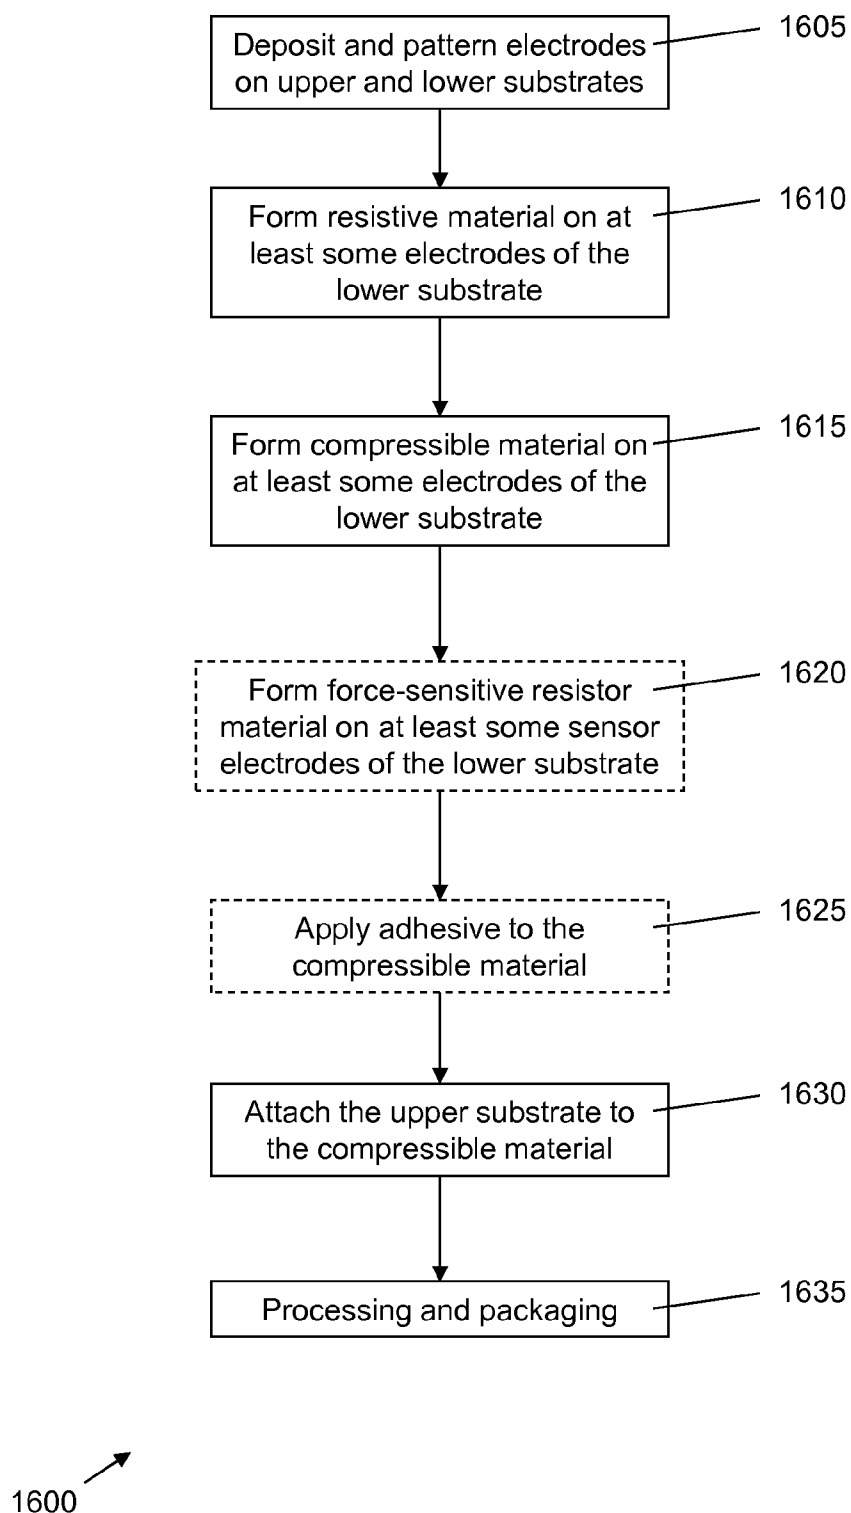 1605
Deposit and pattern electrodes
on upper and lower substrates
1610
Form resistive material on at
least some electrodes of the
lower substrate
1615
Form compressible material on
at least some electrodes of the
lower substrate
1620
Form force-sensitive resistor
material on at least some sensor
electrodes of the lower substrate
1625
Apply adhesive to the
compressible material
1630
Attach the upper substrate to
the compressible material
1635
Processing and packaging
1600